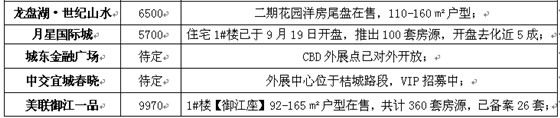 龙盘湖·世纪山水 6500 二期花园洋房尾盘在售，110-160㎡户型；
月星国际城 5700 住宅1#楼已于9月19日开盘，推出100套房源，开盘去化近5成；
城东金融广场 待定 CBD外展点已对外开放；
中交宜城春晓 待定 外展中心位于桔城路段，VIP招募中；
美联御江一品 9970 1#楼【御江座】92-165㎡户型在售，共计360套房源，已备案26套；